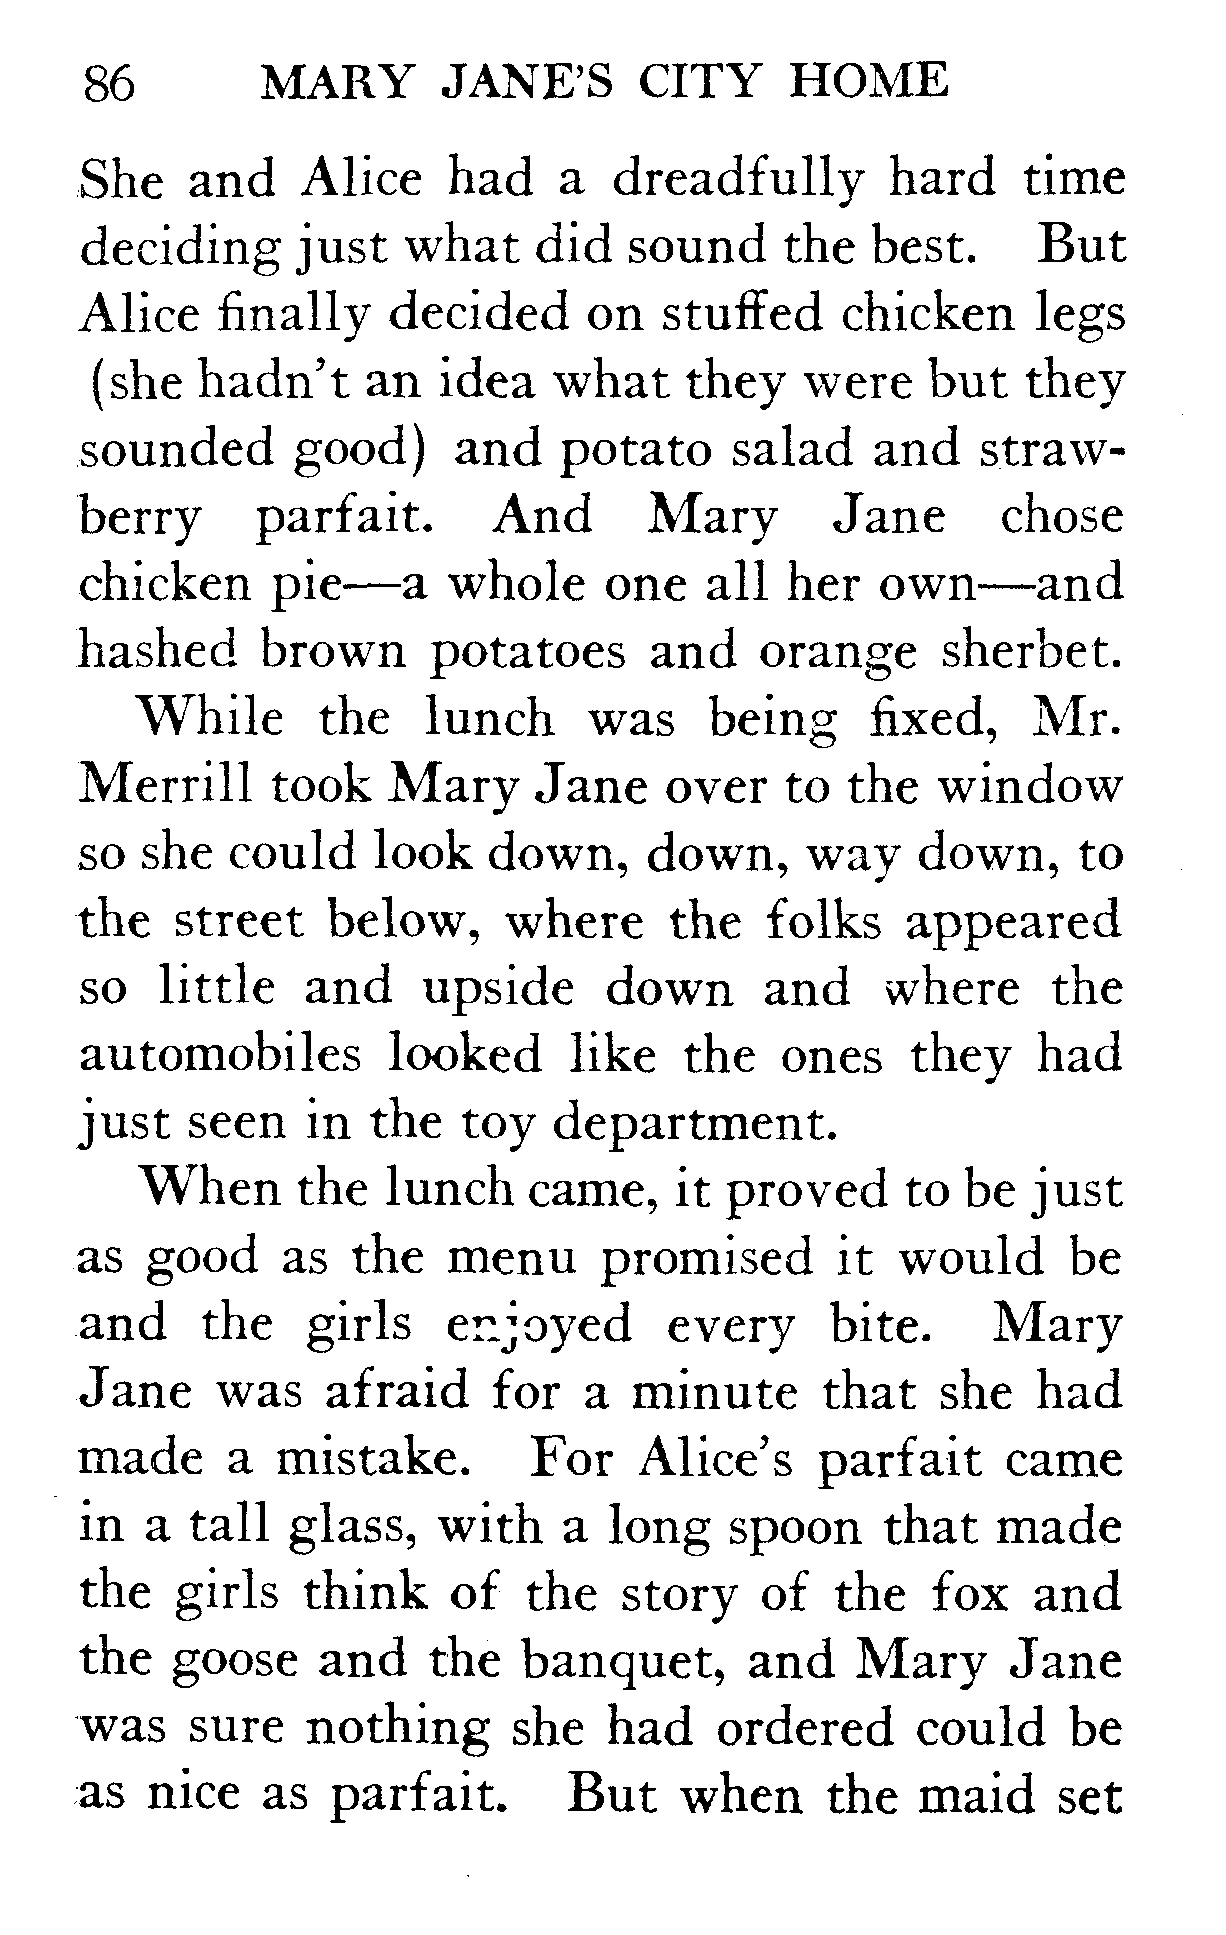 86 MARY JANE'S CITY HOME
She and Alice had a dreadfully hard time
deciding just what did sound the best. But
Alice finally decided on stuffed chicken legs
(she hadn't an idea what they were but they
sounded good) and potato salad and straw-
berry parfait. And Mary Jane chose
chicken pie—a whole one all her own—and
hashed brown potatoes and orange sherbet.
While the lunch was being fixed, Mr.
Merrill took Mary Jane over to the window
so she could look down, down, way down, to
the street below, where the folks appeared
so little and upside down and where the
automobiles looked like the ones they had
just seen in the toy department.
When the lunch came, it proved to be just
as good as the menu promised it would be
and the girls enjoyed every bite. Mary
Jane was afraid for a minute that she had
made a mistake. For Alice's parfait came
in a tall glass, with a long spoon that made
the girls think of the story of the fox and
the goose and the banquet, and Mary Jane
was sure nothing she had ordered could be
as nice as parfait. But when the maid set